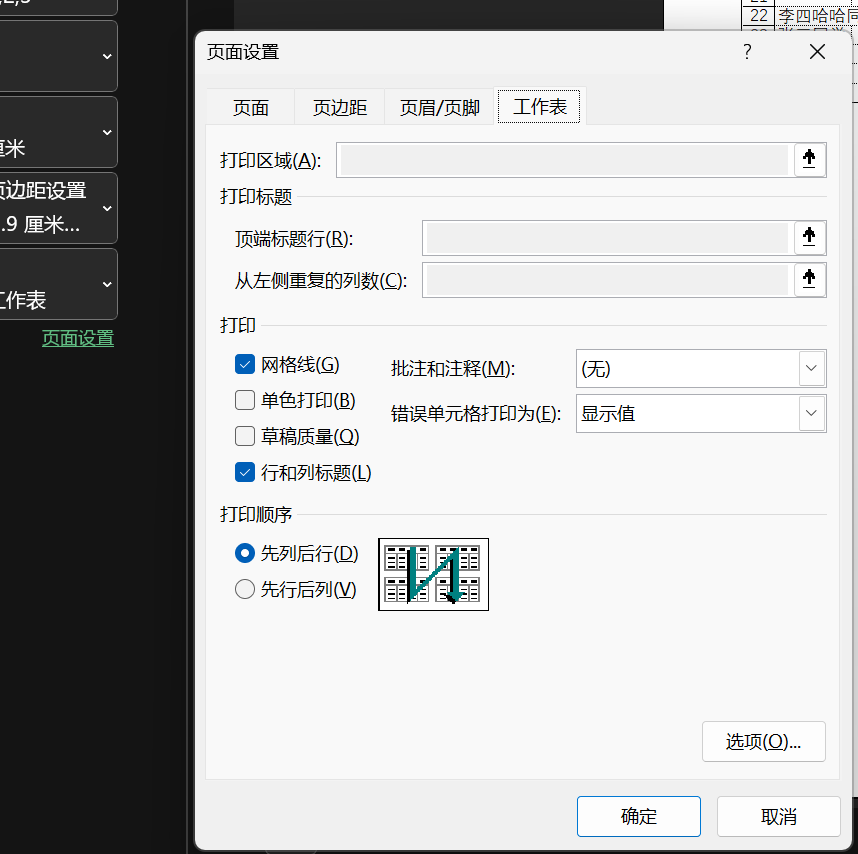 22 李四哈哈同
页面设置
?
页面
页边距
页眉/页脚
工作表
打印区域(A):
打印标题
顶端标题行(R):
从左侧重复的列数(C):
打印
网格线(G)
批注和注释(M):
(无)
单色打印(B)
错误单元格打印为(E):
显示值
草稿质量(Q)
行和列标题(L)
打印顺序
先列后行(D)
先行后列(V)
选项(O)...
确定
取消
厘米
页边距设置
.9 厘米...
工作表
页面设置